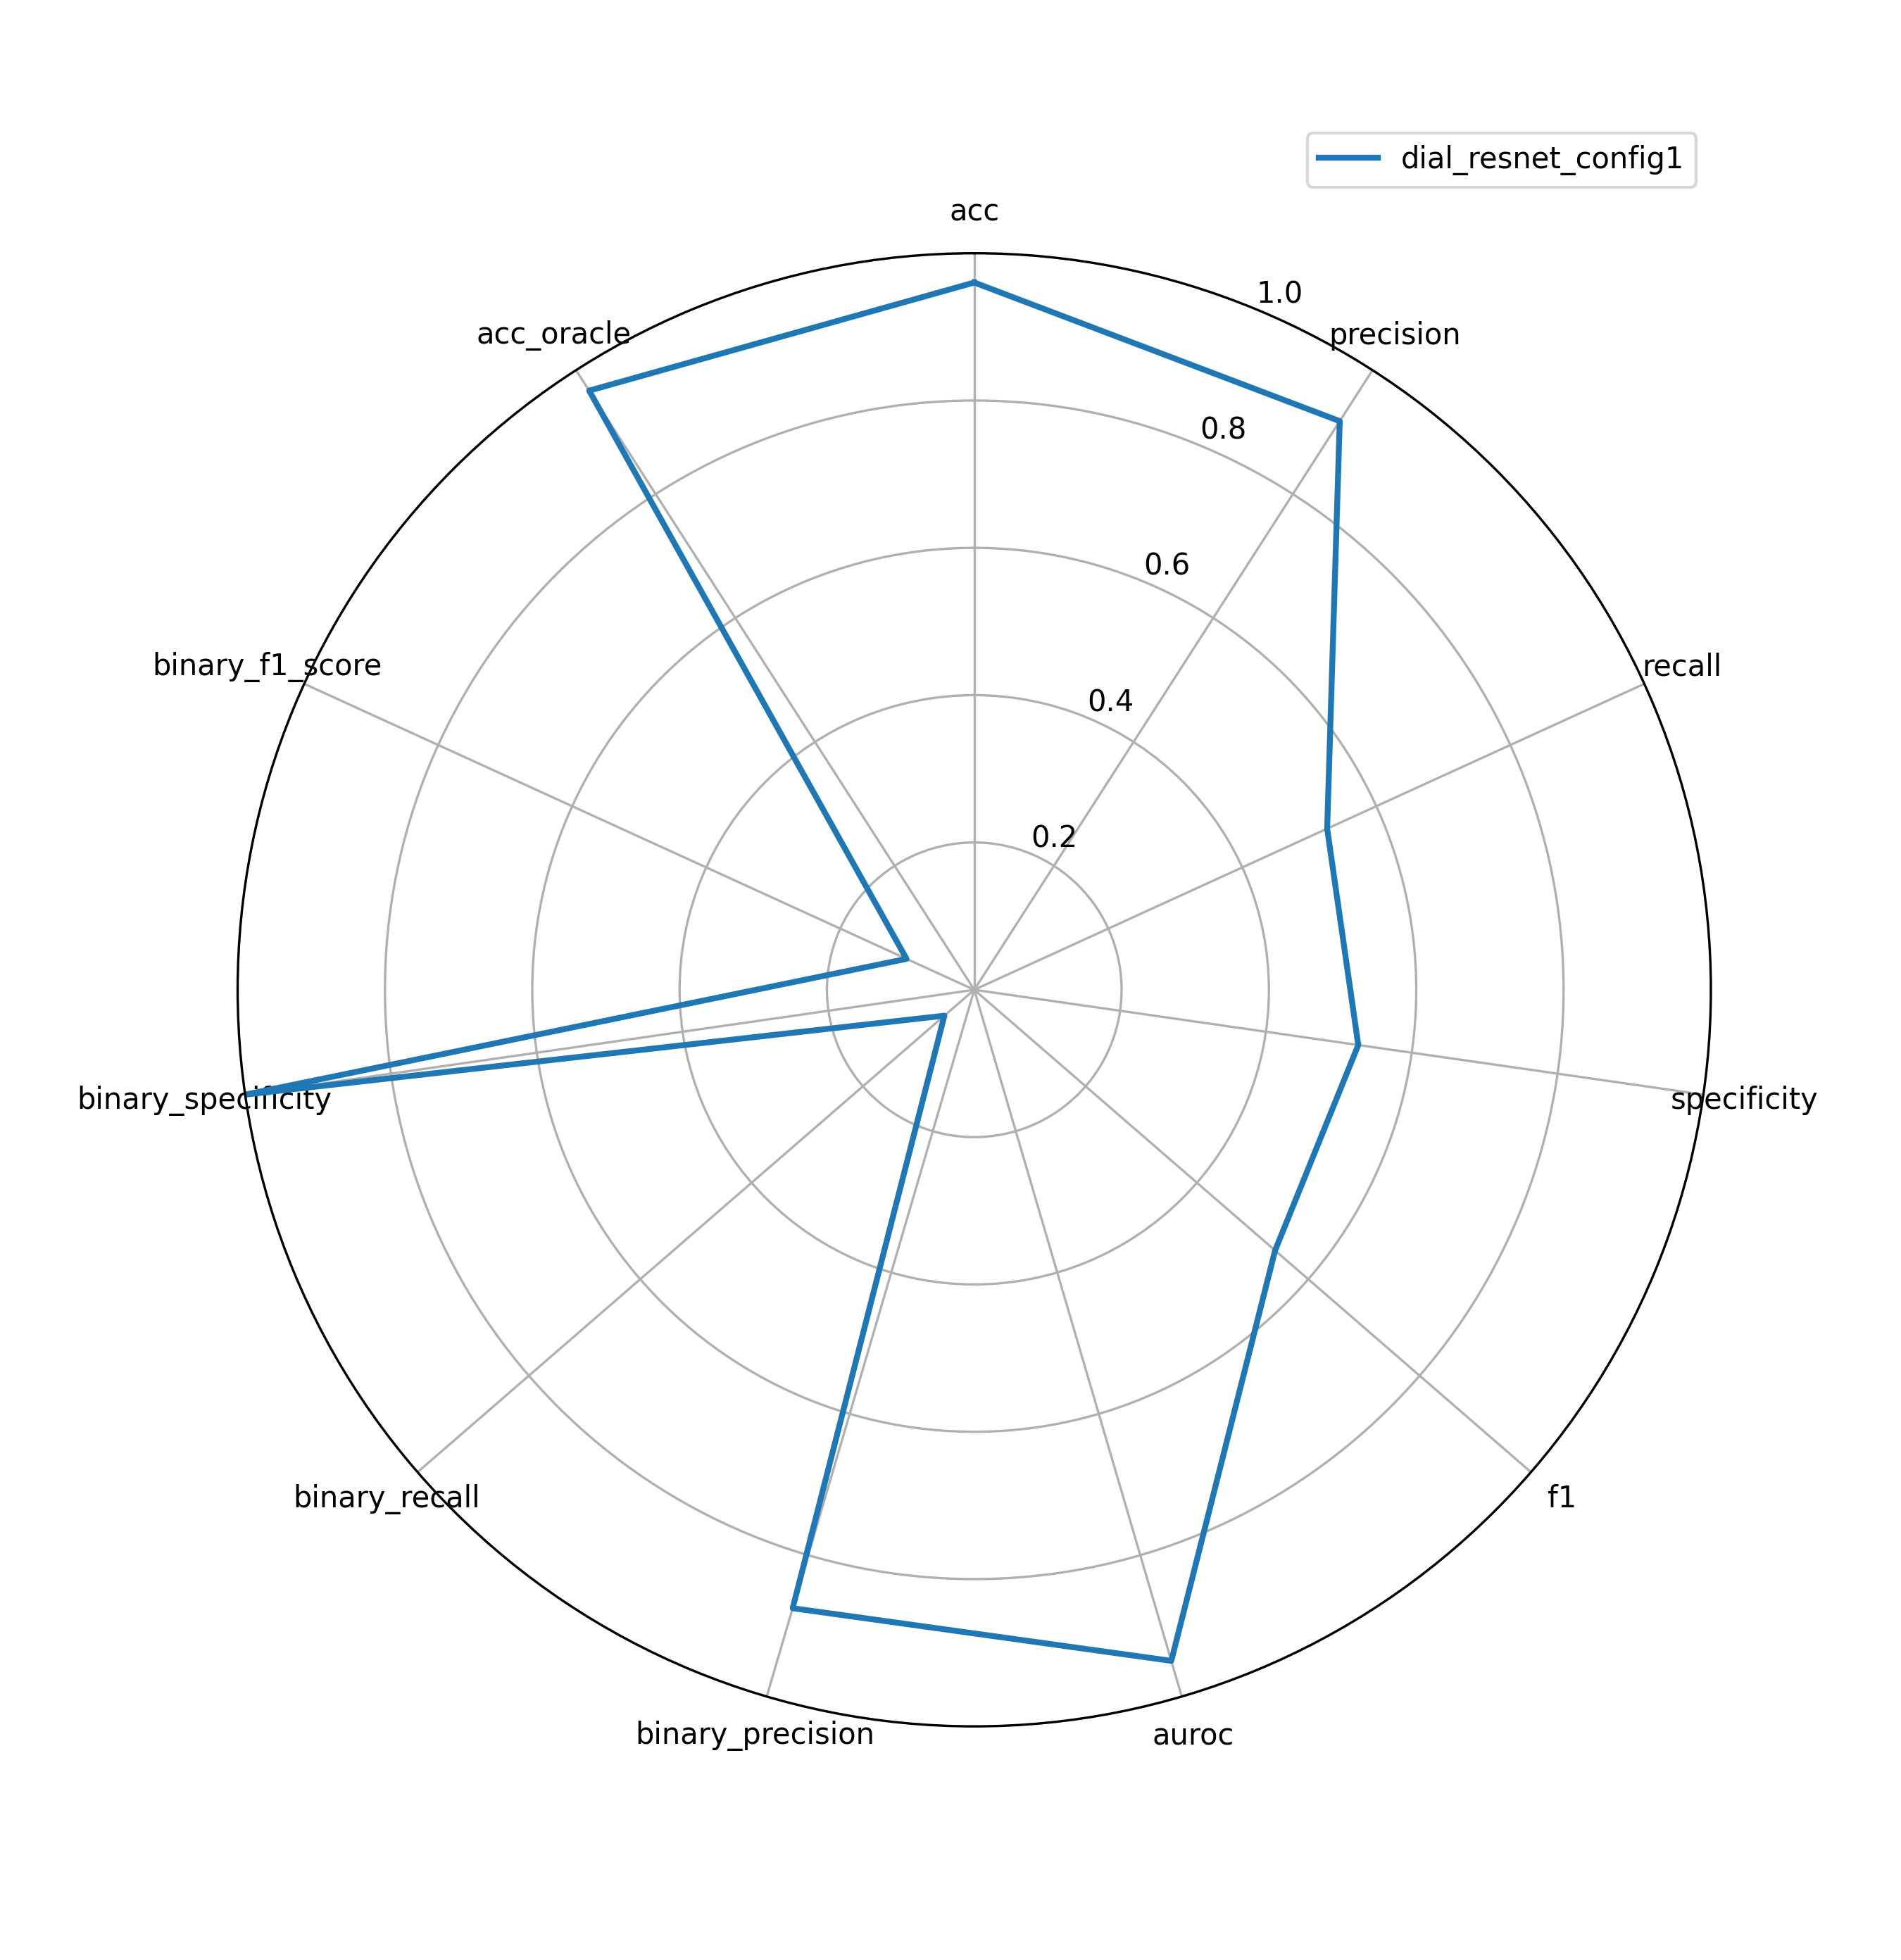 dial_resnet_config1
acc
1.0
acc_oracle
precision
0.8
0.6
binary_f1_score
recall
0.4
0.2
binary_specificity
specificity
binary_recall
f1
binary_precision
auroc